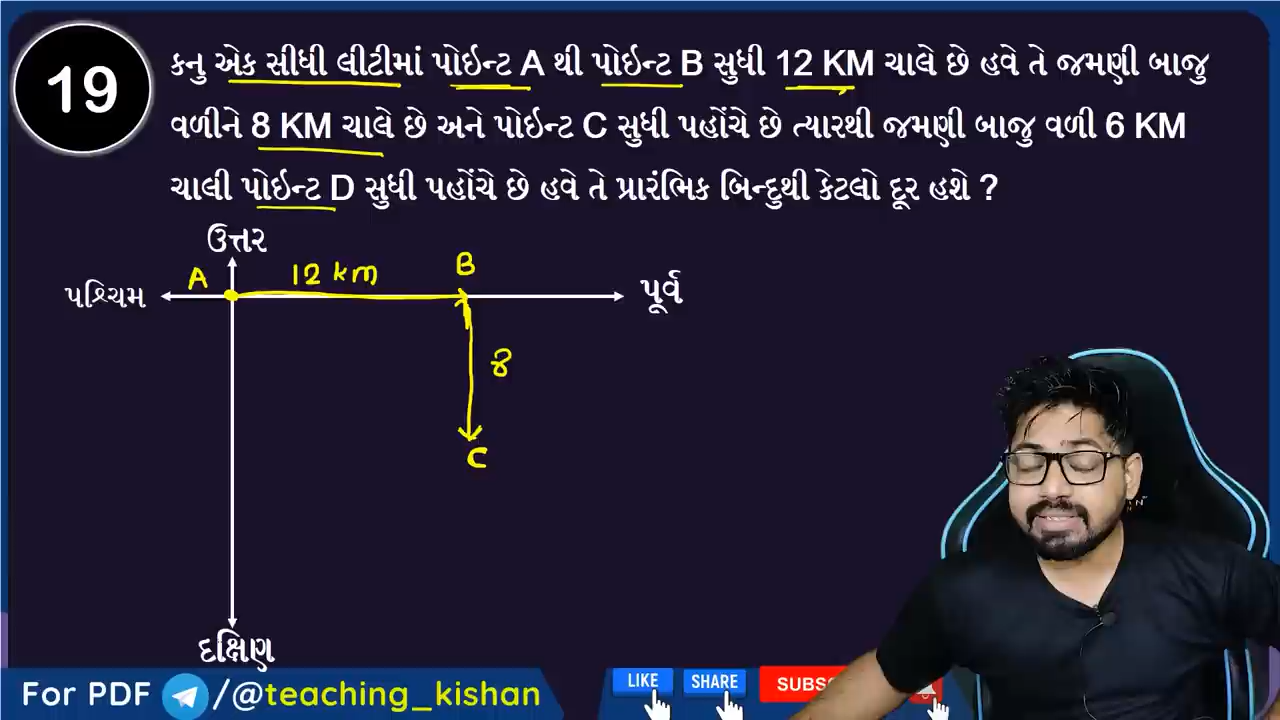 19
કનુ એક સીધી લીટીમાં પોઇન્ટ A થી પોઇન્ટ B સુધી 12 KM ચાલે છે હવે તે જમણી બાજુ
વળીને 8 KM ચાલે છે અને પોઇન્ટ C સુધી પહોંચે છે ત્યારથી જમણી બાજુ વળી 6 KM
ચાલી પોઇન્ટ D સુધી પહોંચે છે હવે તે પ્રારંભિક બિન્દુથી કેટલો દૂર હશે ?
ઉત્તર
A 12 km B
પશ્ચિમ પૂર્વ
8
C
દક્ષિણ
For PDF /@teaching_kishan
LIKE SHARE